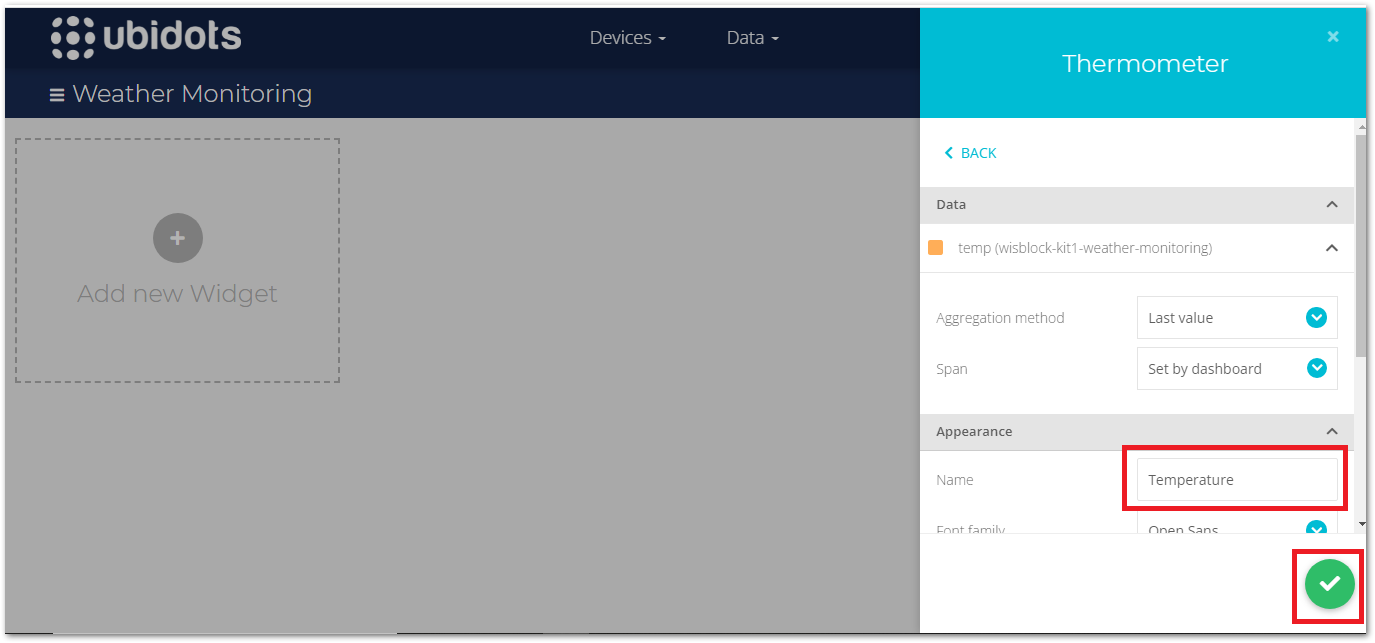 ubidots
Devices
Data
Weather Monitoring
Add new Widget
Thermometer
BACK
Data
temp (wisblock-kit1-weather-monitoring)
Aggregation method
Last value
Span
Set by dashboard
Appearance
Name
Temperature
Font family
Open Sans